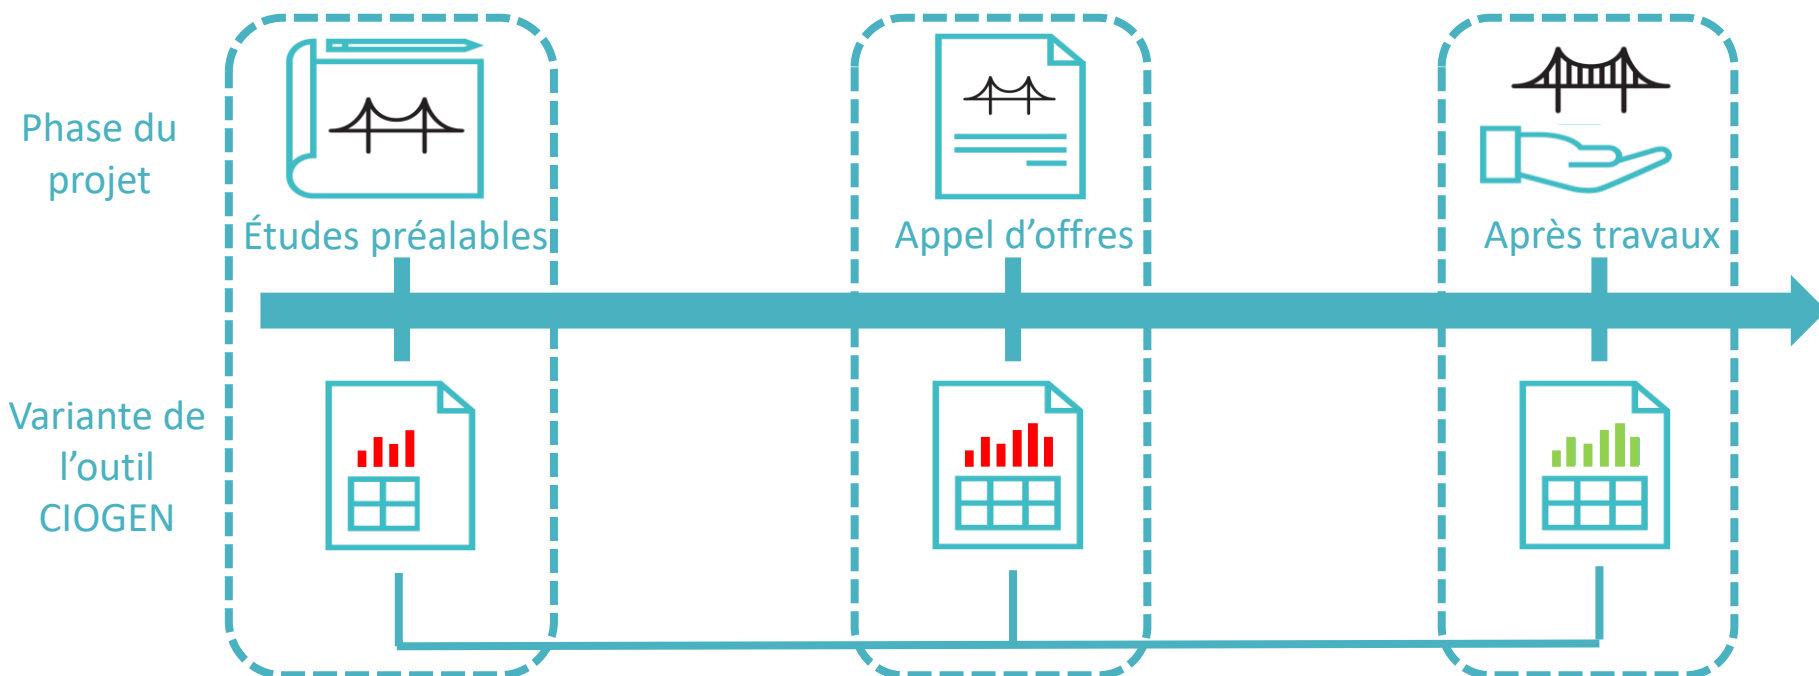 Phase du
projet
Études préalables
Appel d’offres
Après travaux
Variante de
l’outil
CIOGEN